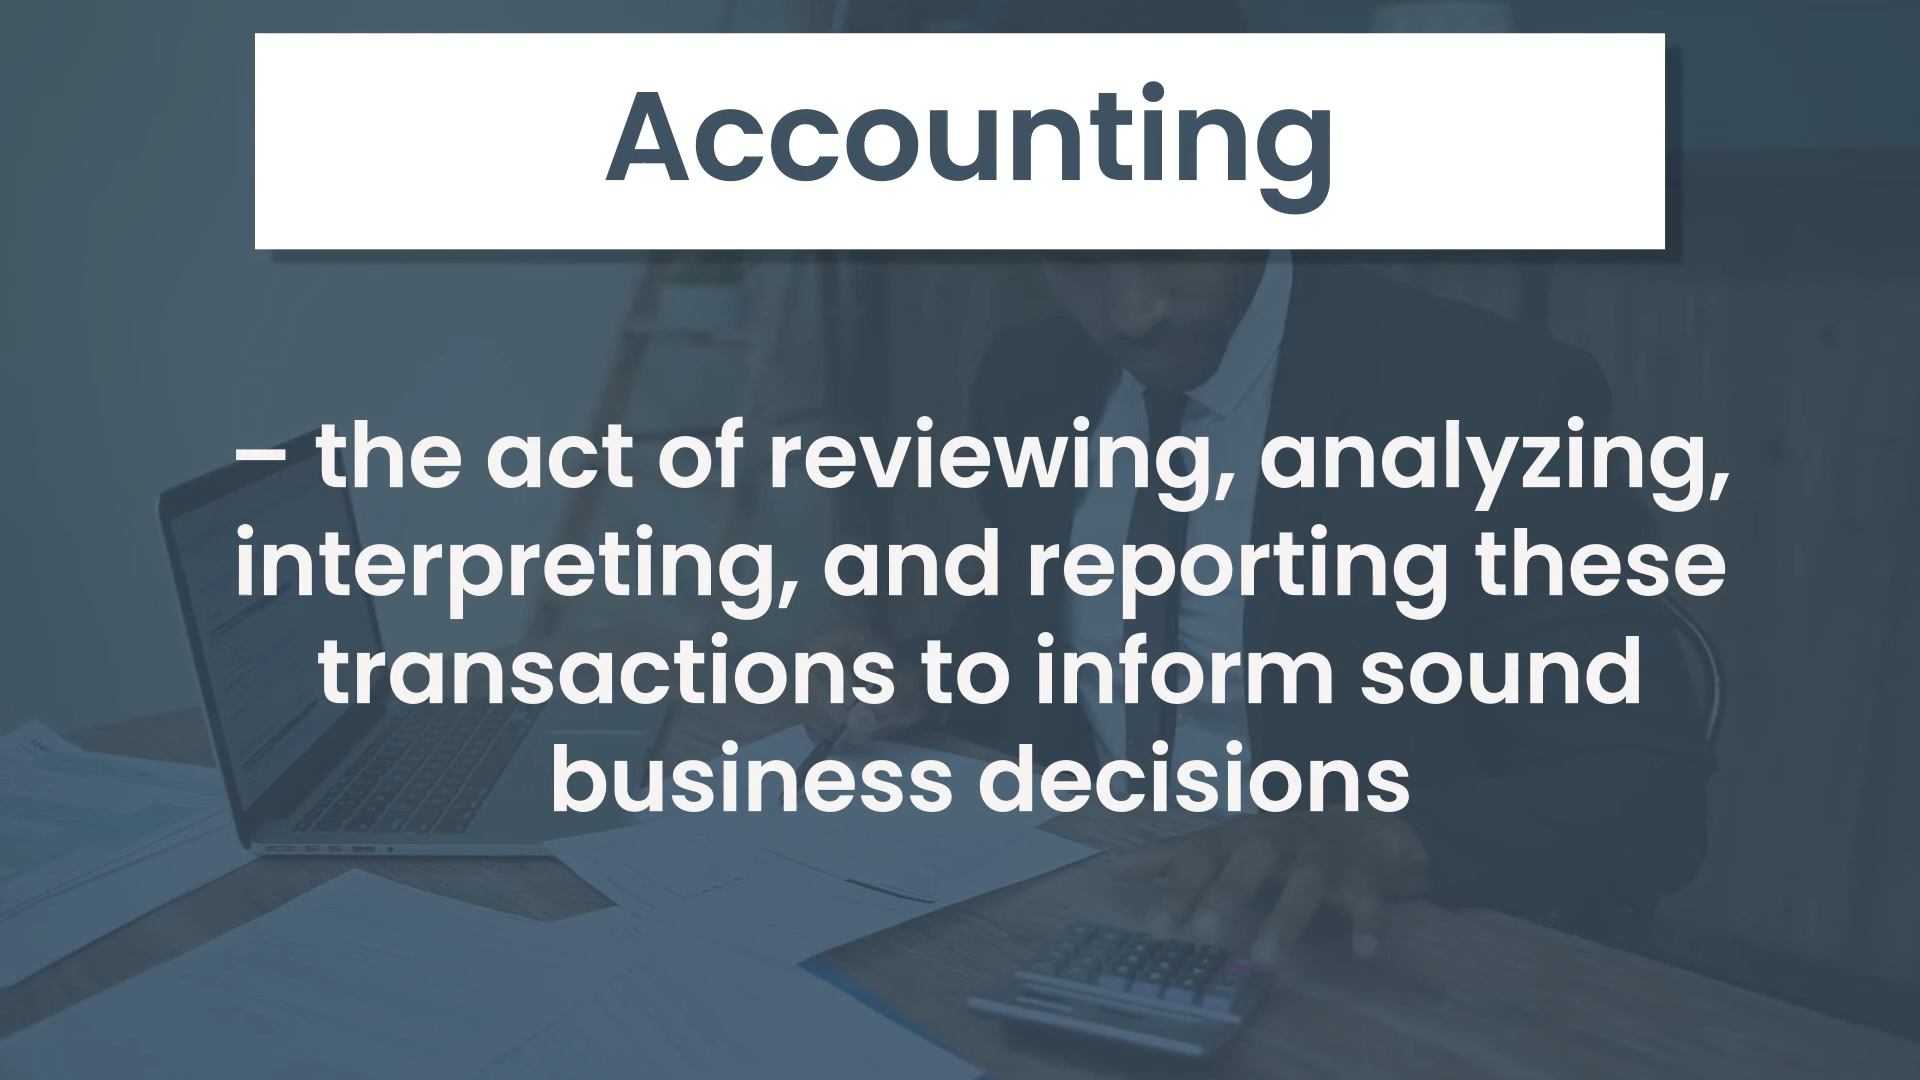 Accounting
– the act of reviewing, analyzing,
interpreting, and reporting these
transactions to inform sound
business decisions